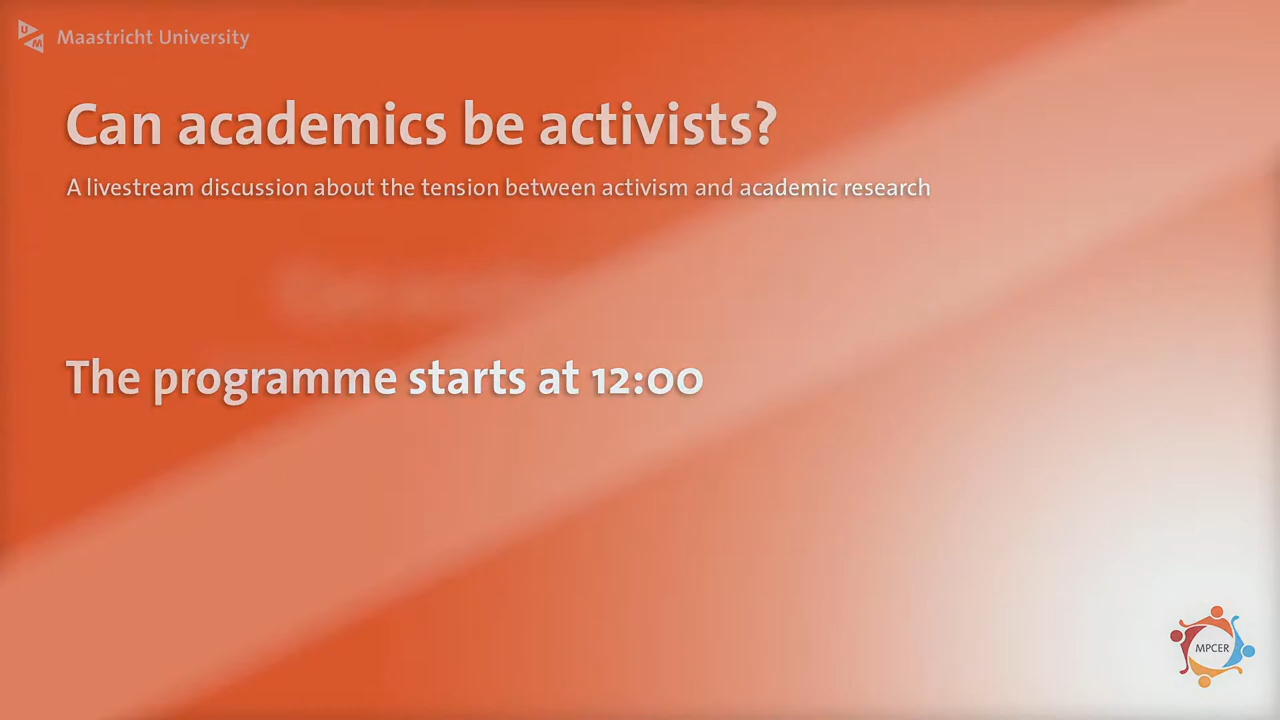 UM
Maastricht University
Can academics be activists?
A livestream discussion about the tension between activism and academic research
The programme starts at 12:00
MPCER